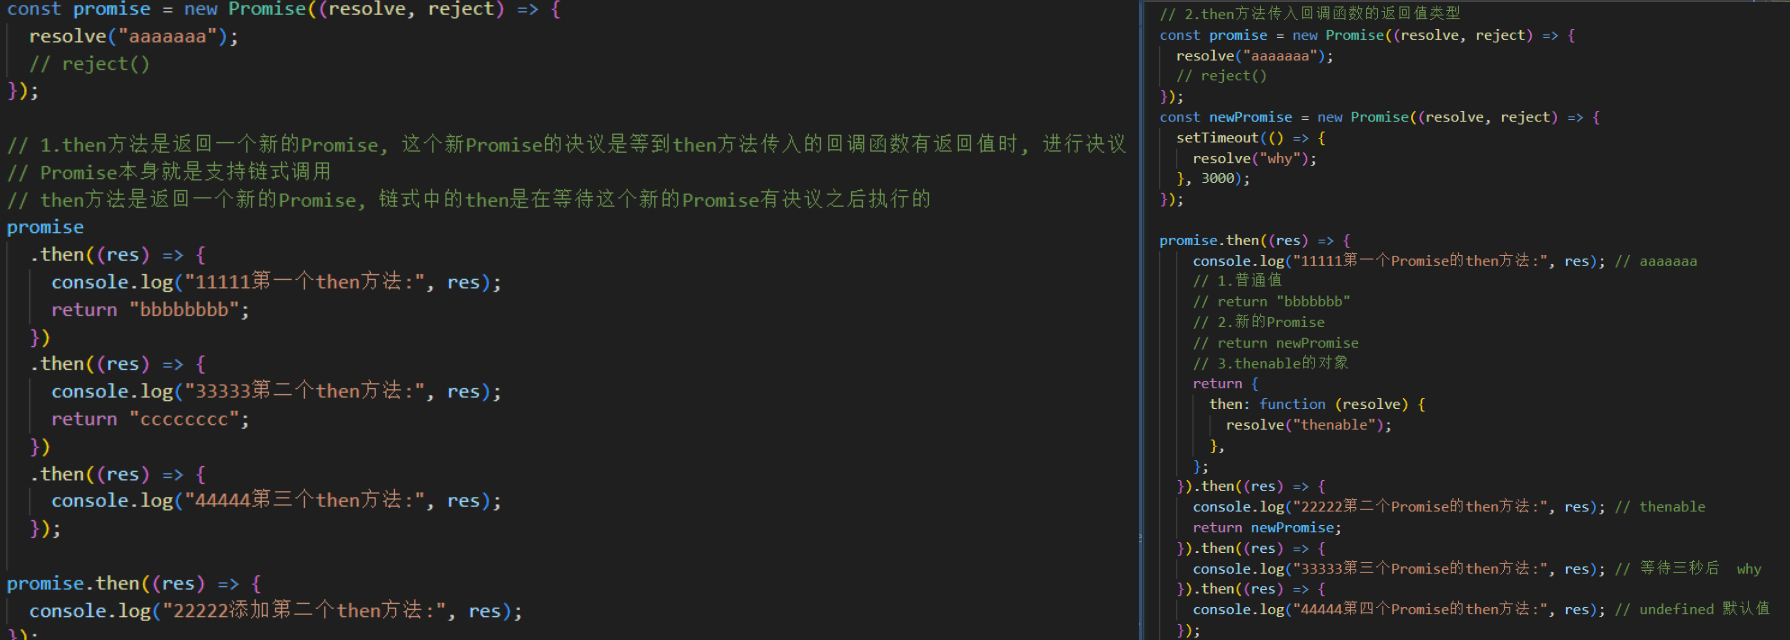 const promise = new Promise((resolve, reject) => {
  resolve("aaaaaaa");
  // reject()
});

// 1.then方法是返回一个新的Promise, 这个新Promise的决议是等到then方法传入的回调函数有返回值时, 进行决议
// Promise本身就是支持链式调用
// then方法是返回一个新的Promise, 链式中的then是在等待这个新的Promise有决议之后执行的
promise
  .then((res) => {
    console.log("11111第一个then方法:", res);
    return "bbbbbbbb";
  })
  .then((res) => {
    console.log("33333第二个then方法:", res);
    return "cccccccc";
  })
  .then((res) => {
    console.log("44444第三个then方法:", res);
  });

promise.then((res) => {
  console.log("22222添加第二个then方法:", res);
});
// 2.then方法传入回调函数的返回值类型
const promise = new Promise((resolve, reject) => {
  resolve("aaaaaaa");
  // reject()
});
const newPromise = new Promise((resolve, reject) => {
  setTimeout(() => {
    resolve("why");
  }, 3000);
});

promise.then((res) => {
    console.log("11111第一个Promise的then方法:", res); // aaaaaaa
    // 1.普通值
    // return "bbbbbbb"
    // 2.新的Promise
    // return newPromise
    // 3.thenable的对象
    return {
      then: function (resolve) {
        resolve("thenable");
      },
    };
  }).then((res) => {
    console.log("22222第二个Promise的then方法:", res); // thenable
    return newPromise;
  }).then((res) => {
    console.log("33333第三个Promise的then方法:", res); // 等待三秒后  why
  }).then((res) => {
    console.log("44444第四个Promise的then方法:", res); // undefined 默认值
  });